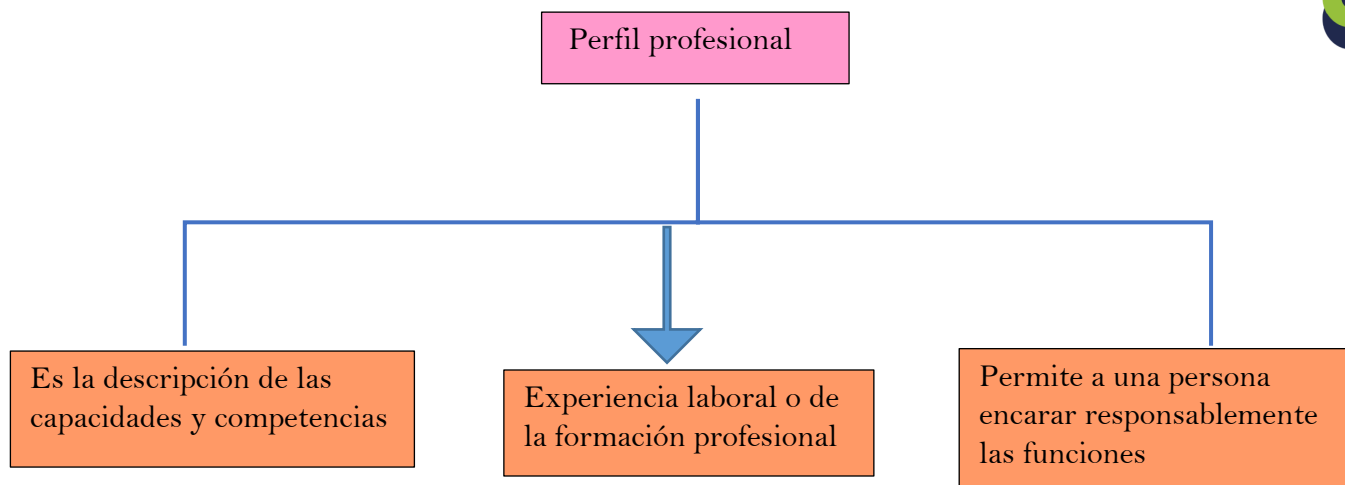 Perfil profesional
Es la descripción de las
capacidades y competencias
Experiencia laboral o de
la formación profesional
Permite a una persona
encarar responsablemente
las funciones